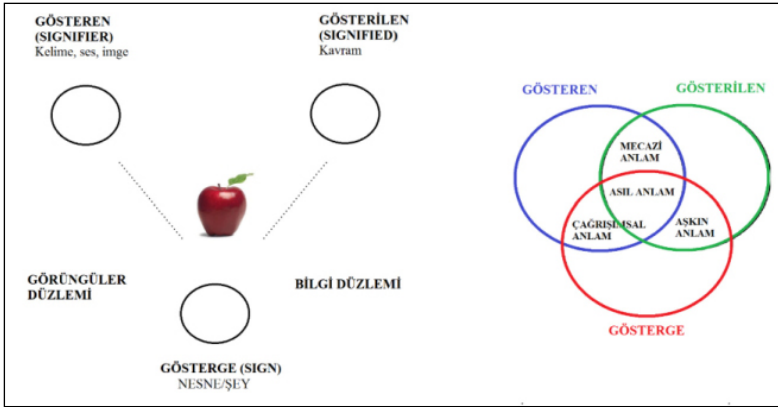 GÖSTEREN
(SIGNIFIER)
Kelime, ses, imge
GÖSTERİLEN
(SIGNIFIED)
Kavram
GÖRÜNGÜLER
DÜZLEMİ
BİLGİ DÜZLEMİ
GÖSTERGE (SIGN)
NESNE/ŞEY
GÖSTEREN
GÖSTERİLEN
MECAZİ
ANLAM
ASIL ANLAM
ÇAĞRIŞIMSAL
ANLAM
AŞKIN
ANLAM
GÖSTERGE